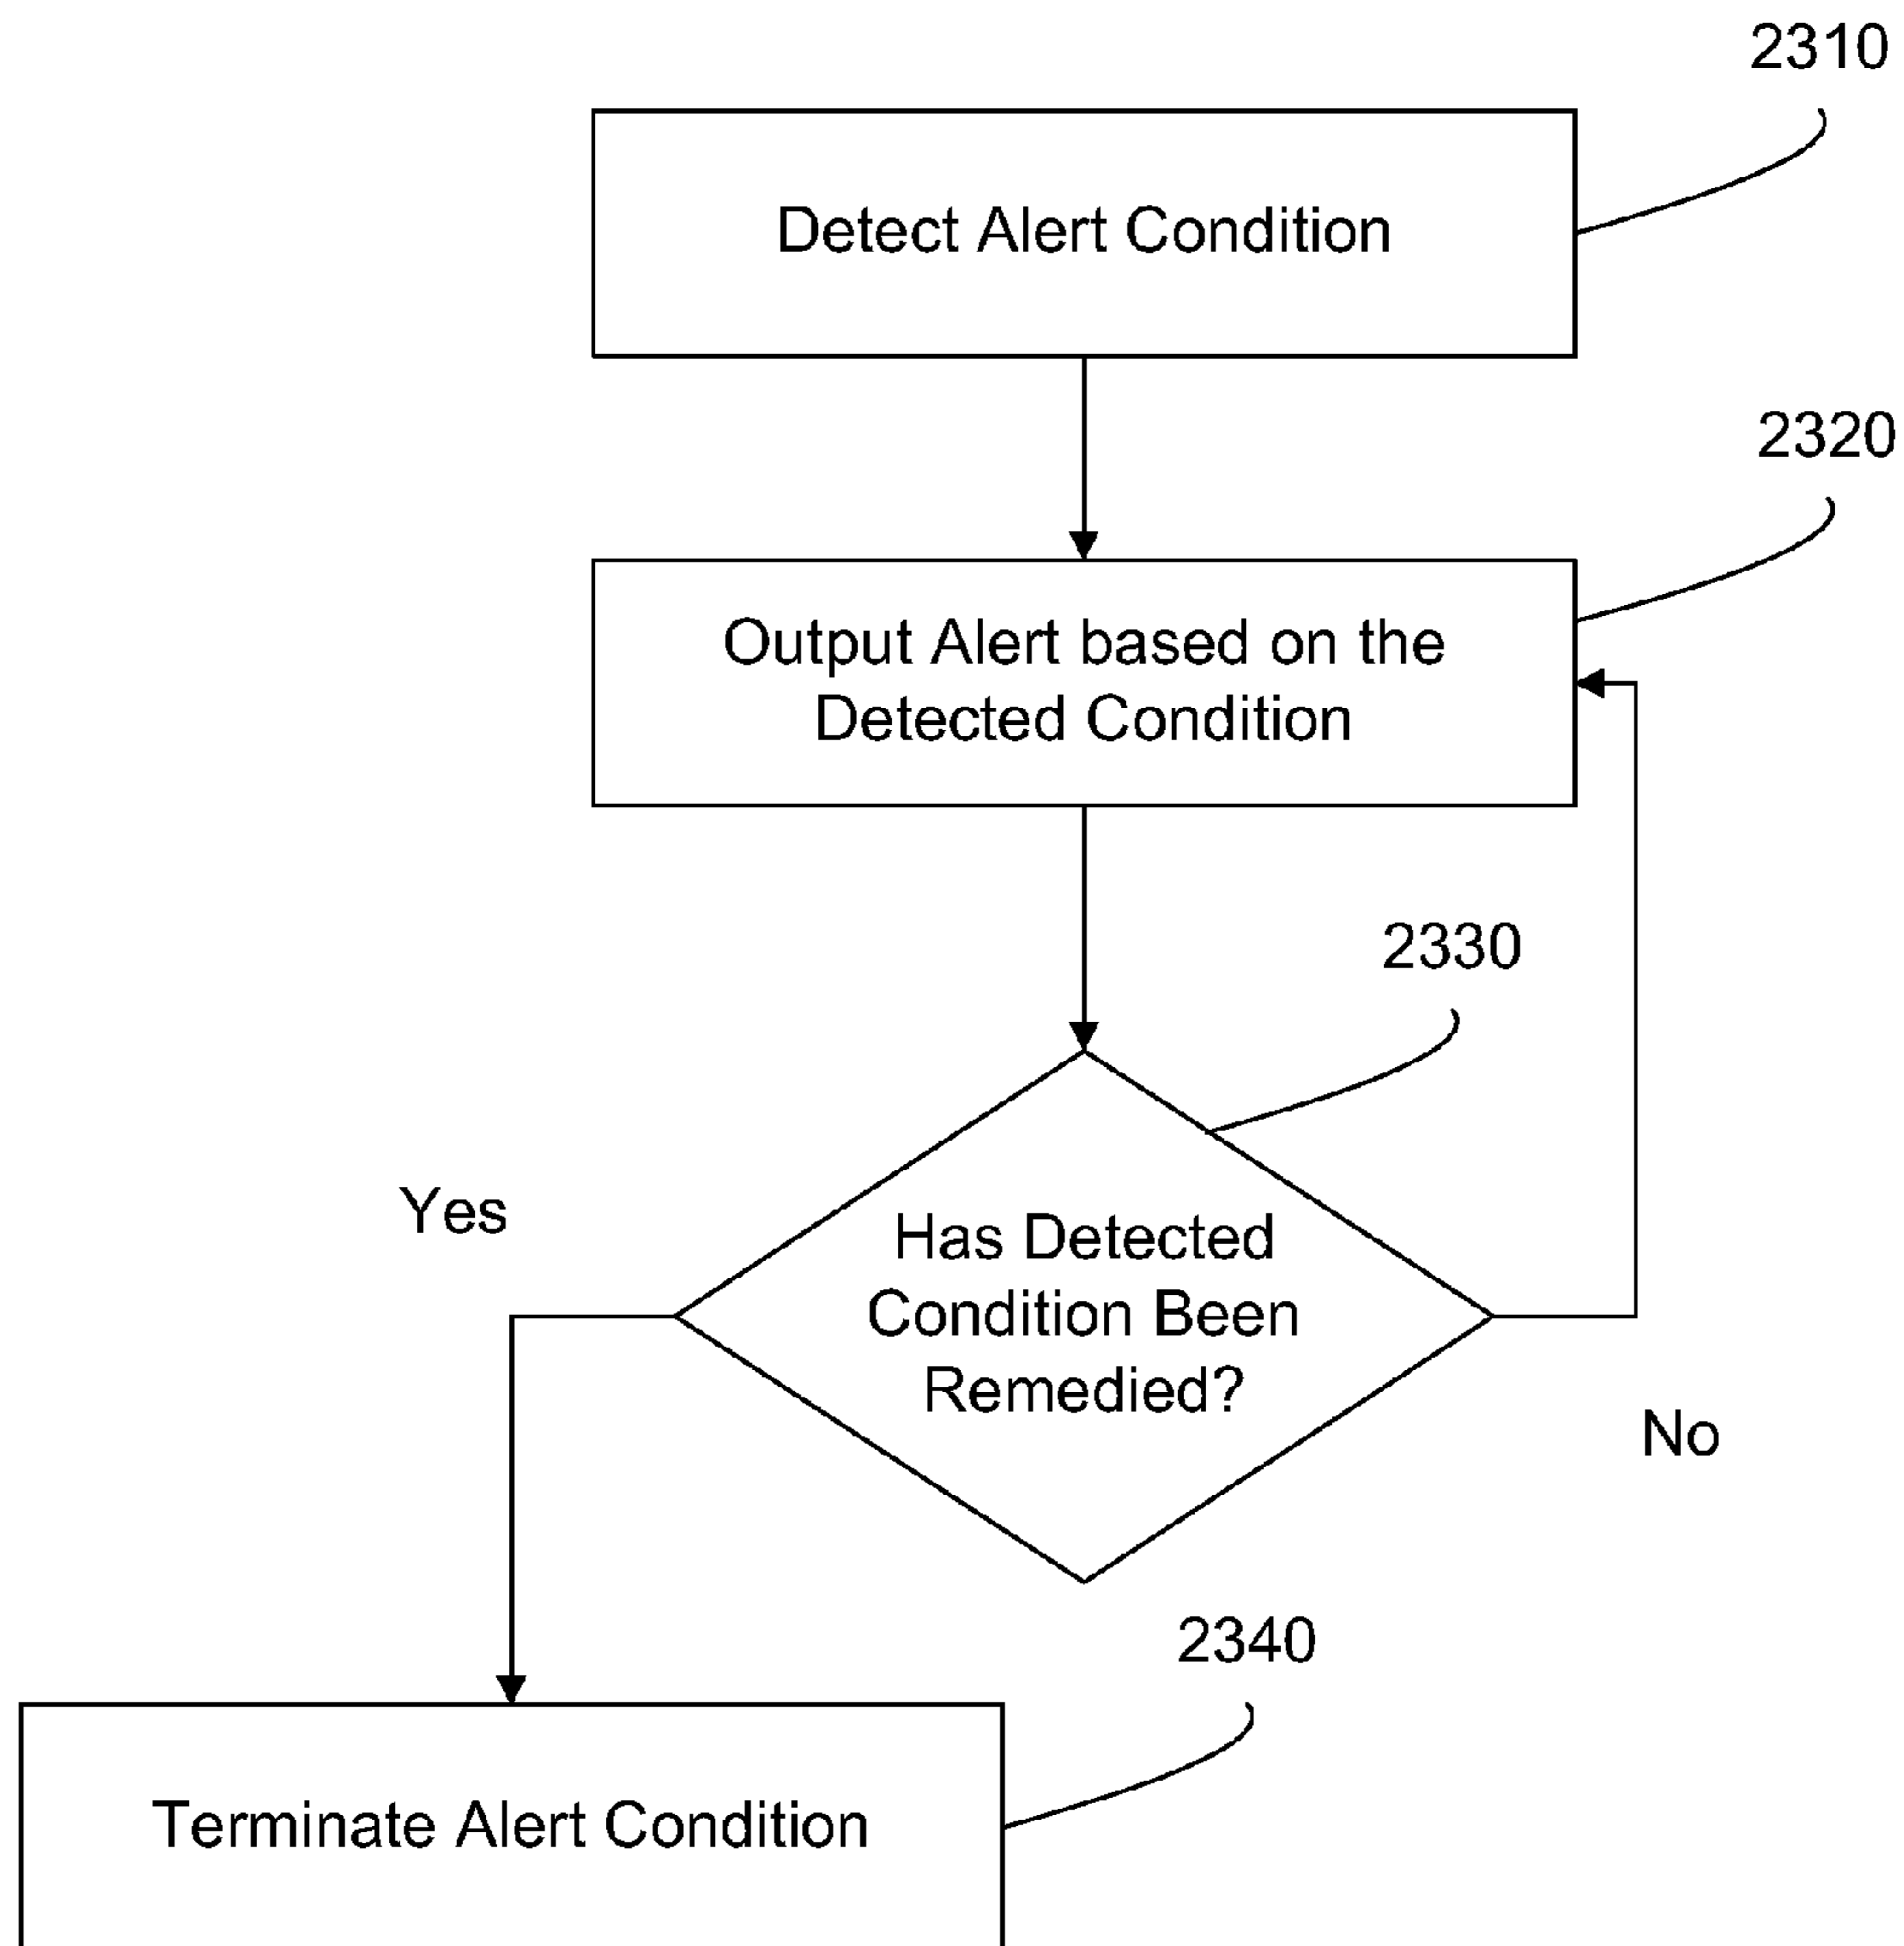 2310
Detect Alert Condition
2320
Output Alert based on the
Detected Condition
2330
Yes
Has Detected
Condition Been
Remedied?
No
2340
Terminate Alert Condition